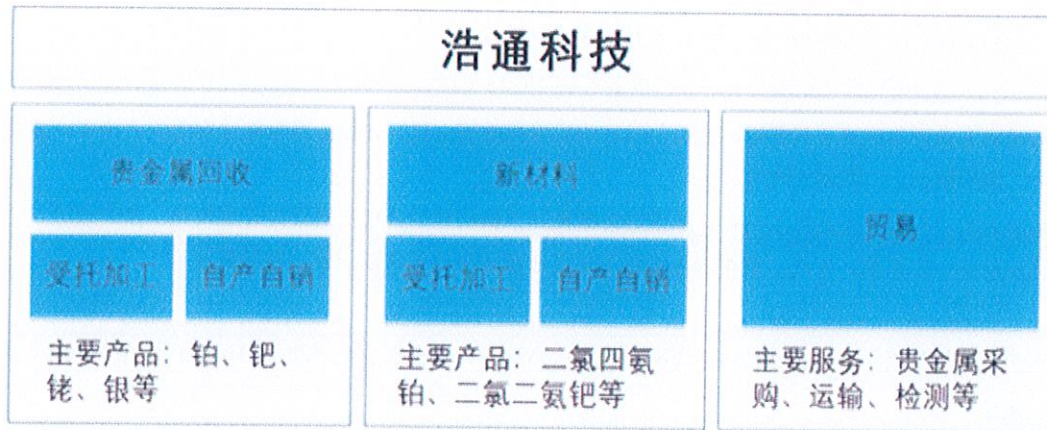 浩通科技
贵金属回收
新材料
贸易
受托加工
自产自销
受托加工
自产自销
主要产品：铂、钯、
铑、银等
主要产品：二氯四氨
铂、二氯二氨钯等
主要服务：贵金属采
购、运输、检测等